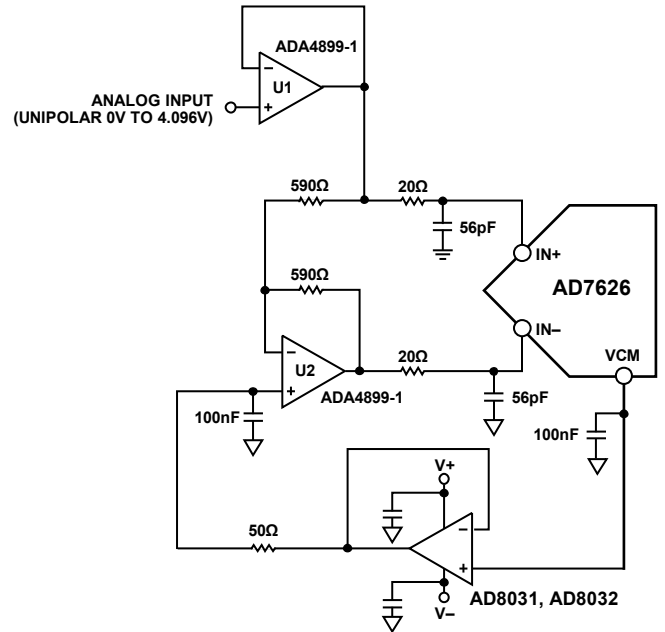 ADA4899-1
U1
−
+
ANALOG INPUT
(UNIPOLAR 0V TO 4.096V)
590Ω
20Ω
56pF
IN+
590Ω
AD7626
IN–
VCM
−
U2
+
20Ω
ADA4899-1
100nF
56pF
100nF
V+
50Ω
−
+
AD8031, AD8032
V–